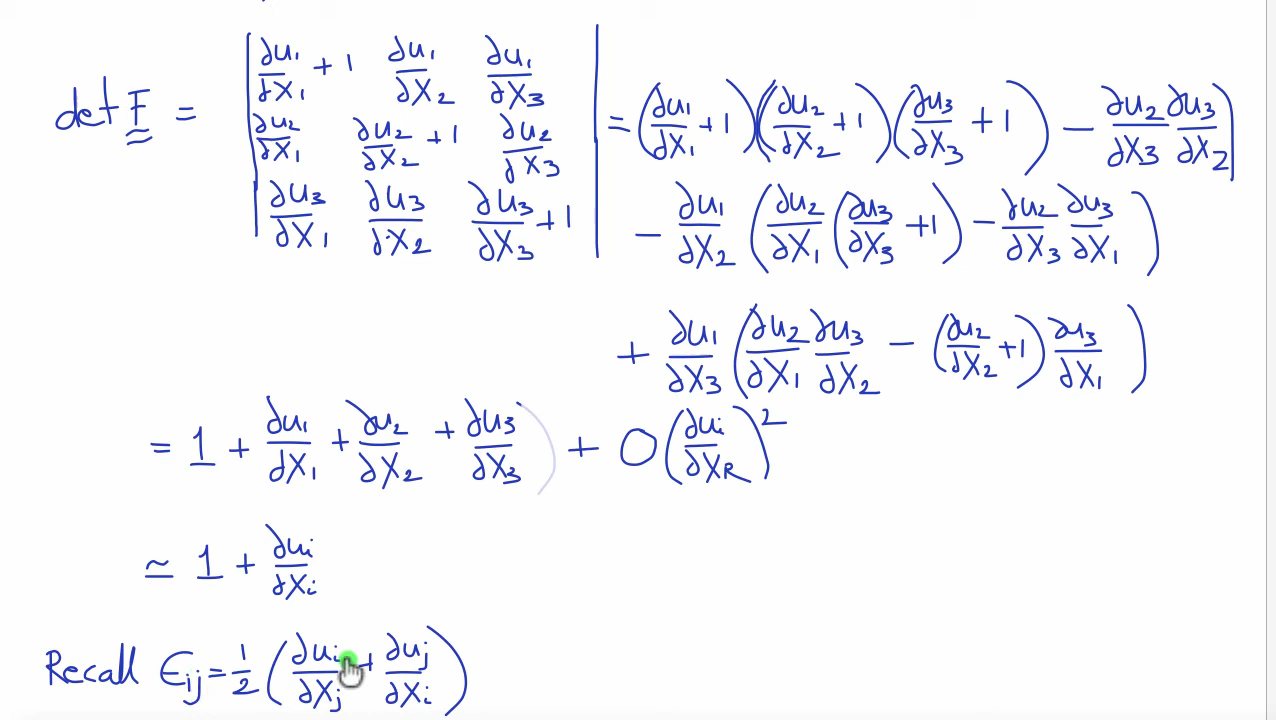 det F = | ∂u₁/∂X₁ + 1   ∂u₁/∂X₂   ∂u₁/∂X₃ |
| ∂u₂/∂X₁   ∂u₂/∂X₂ + 1   ∂u₂/∂X₃ |
| ∂u₃/∂X₁   ∂u₃/∂X₂   ∂u₃/∂X₃ + 1 |
= (∂u₁/∂X₁ + 1)((∂u₂/∂X₂ + 1)(∂u₃/∂X₃ + 1) − ∂u₂/∂X₃ ∂u₃/∂X₂)
− ∂u₁/∂X₂ (∂u₂/∂X₁ (∂u₃/∂X₃ + 1) − ∂u₂/∂X₃ ∂u₃/∂X₁)
+ ∂u₁/∂X₃ (∂u₂/∂X₁ ∂u₃/∂X₂ − (∂u₂/∂X₂ + 1) ∂u₃/∂X₁)
= 1 + ∂u₁/∂X₁ + ∂u₂/∂X₂ + ∂u₃/∂X₃ ) + O(∂uᵢ/∂X_R)²
≃ 1 + ∂uᵢ/∂Xᵢ
Recall ϵᵢⱼ = 1/2 (∂uᵢ/∂Xⱼ + ∂uⱼ/∂Xᵢ)